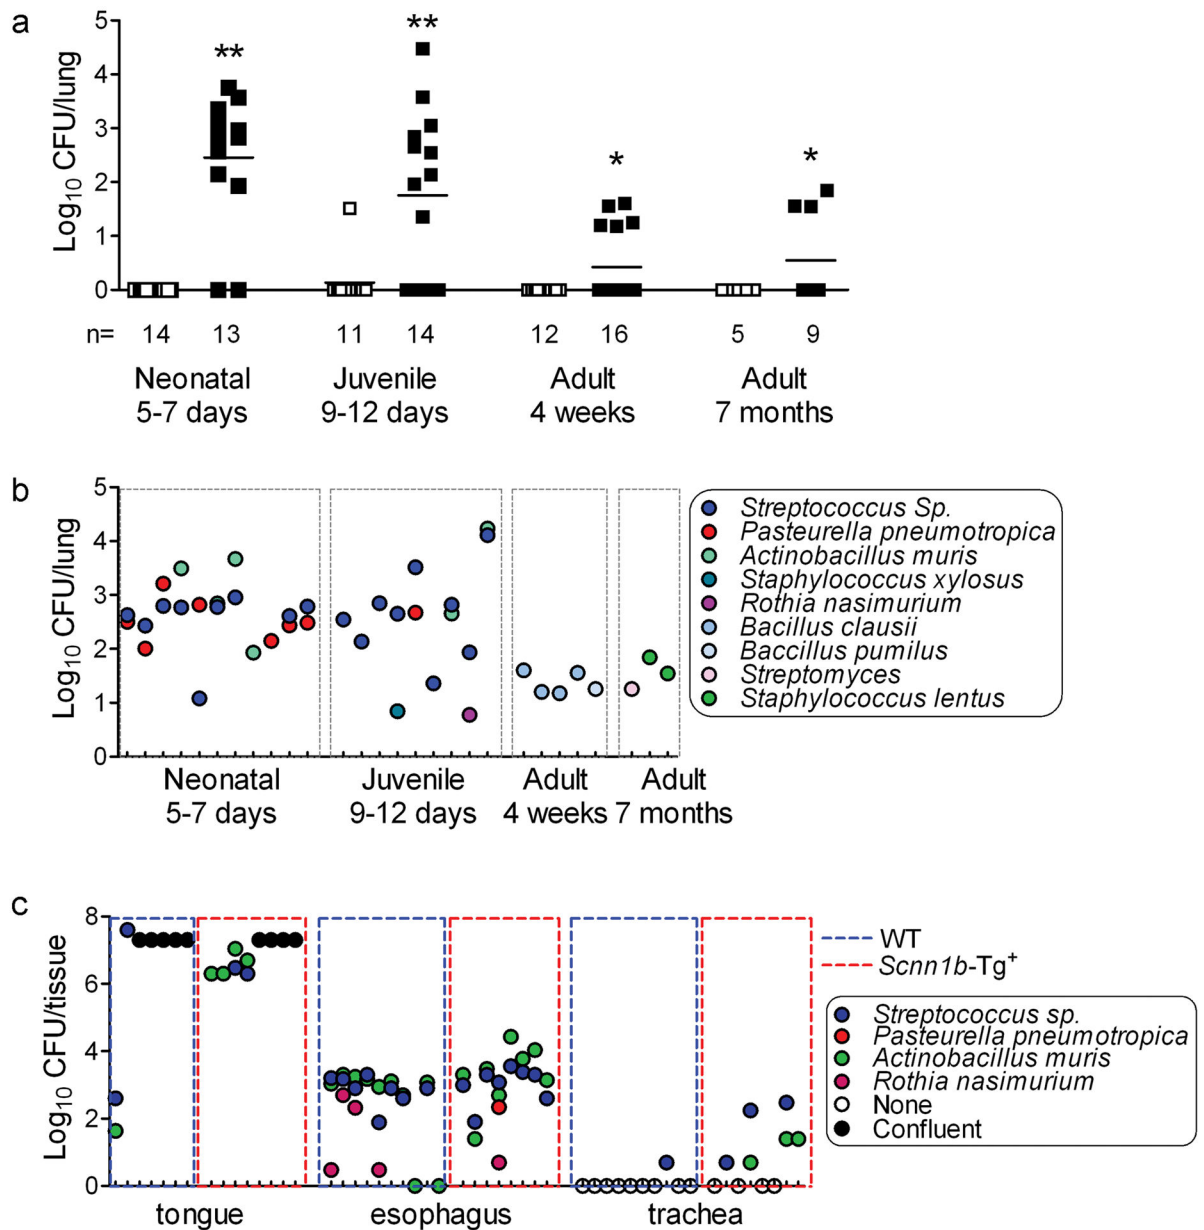 a
5
4
3
2
1
0
Log10 CFU/lung
**
**
*
*
n= 14 13 11 14 12 16 5 9
Neonatal Juvenile Adult Adult
5-7 days 9-12 days 4 weeks 7 months
b
5
4
3
2
1
0
Log10 CFU/lung
Neonatal Juvenile Adult Adult
5-7 days 9-12 days 4 weeks 7 months
Streptococcus Sp.
Pasteurella pneumotropica
Actinobacillus muris
Staphylococcus xylosus
Rothia nasimurium
Bacillus clausii
Baccillus pumilus
Streptomyces
Staphylococcus lentus
c
8
6
4
2
0
Log10 CFU/tissue
tongue esophagus trachea
WT
Scnn1b-Tg+
Streptococcus sp.
Pasteurella pneumotropica
Actinobacillus muris
Rothia nasimurium
None
Confluent